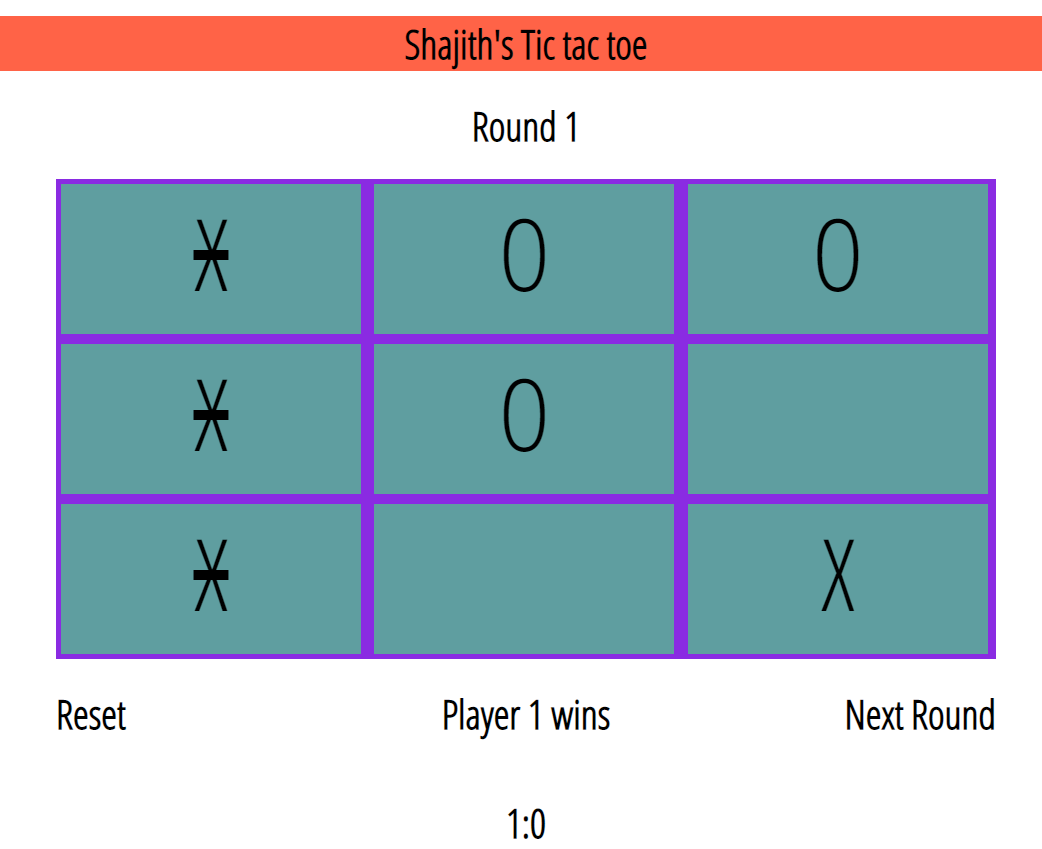 Shajith's Tic tac toe
Round 1
X O O
X O
X X
Reset Player 1 wins Next Round
1:0